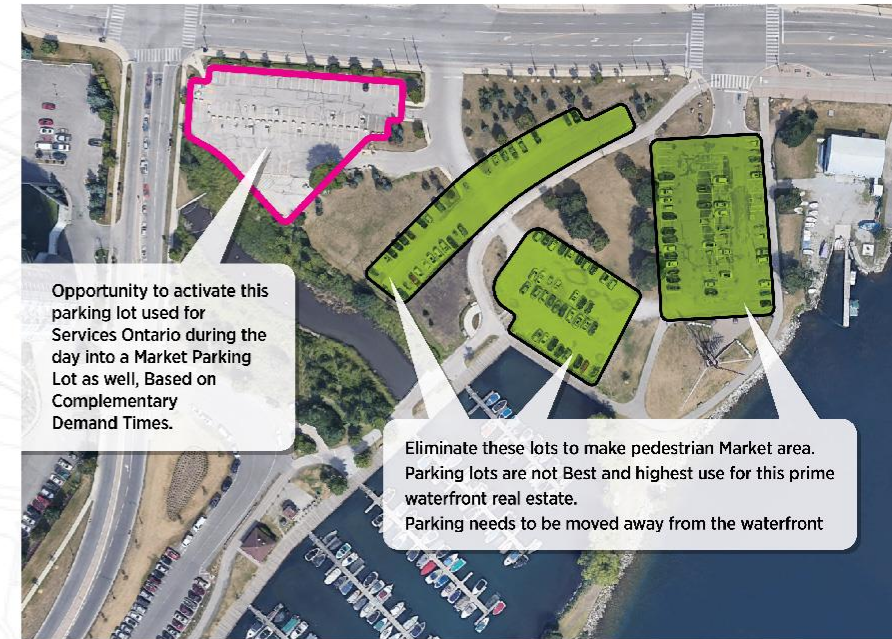 Opportunity to activate this
parking lot used for
Services Ontario during the
day into a Market Parking
Lot as well, Based on
Complementary
Demand Times.
Eliminate these lots to make pedestrian Market area.
Parking lots are not Best and highest use for this prime
waterfront real estate.
Parking needs to be moved away from the waterfront